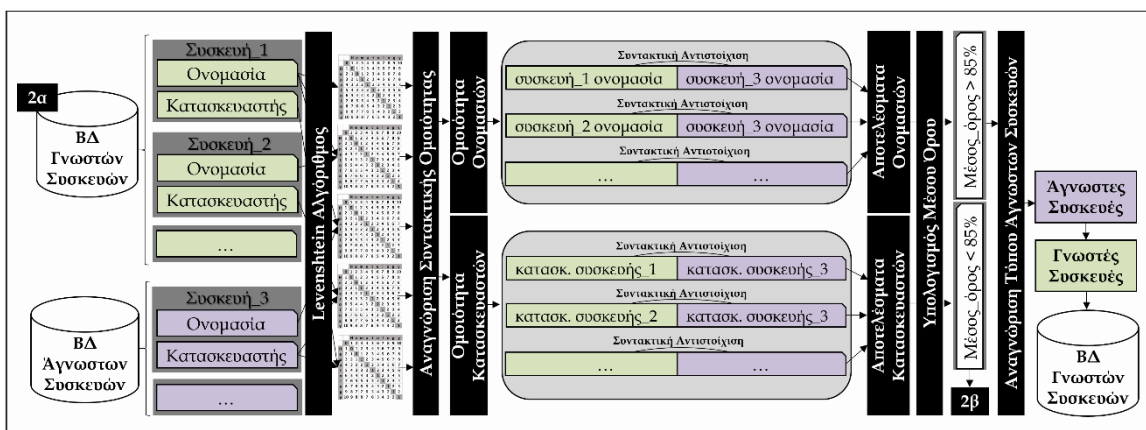 2α
ΒΔ
Γνωστών
Συσκευών
Συσκευή_1
Ονομασία
Κατασκευαστής
Συσκευή_2
Ονομασία
Κατασκευαστής
…
ΒΔ
Άγνωστων
Συσκευών
Συσκευή_3
Ονομασία
Κατασκευαστής
…
Levenshtein Αλγόριθμος
Αναγνώριση Συντακτικής Ομοιότητας
Ομοιότητα
Ονομασιών
Ομοιότητα
Κατασκευαστών
Συντακτική Αντιστοίχιση
συσκευή_1 ονομασία συσκευή_3 ονομασία
Συντακτική Αντιστοίχιση
συσκευή_2 ονομασία συσκευή_3 ονομασία
Συντακτική Αντιστοίχιση
… …
Συντακτική Αντιστοίχιση
κατασκ. συσκευής_1 κατασκ. συσκευής_3
Συντακτική Αντιστοίχιση
κατασκ. συσκευής_2 κατασκ. συσκευής_3
Συντακτική Αντιστοίχιση
… …
Αποτελέσματα
Ονομασιών
Αποτελέσματα
Κατασκευαστών
Υπολογισμός Μέσου Όρου
Μέσος_όρος > 85%
Μέσος_όρος < 85%
2β
Αναγνώριση Τύπου Άγνωστων Συσκευών
Άγνωστες
Συσκευές
Γνωστές
Συσκευές
ΒΔ
Γνωστών
Συσκευών